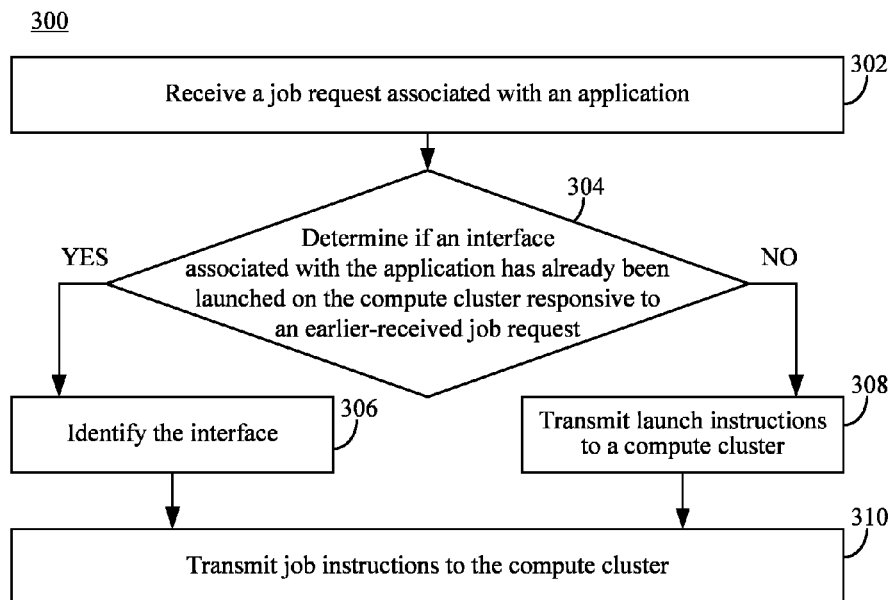 300
302
Receive a job request associated with an application
304
Determine if an interface
associated with the application has already been
launched on the compute cluster responsive to
an earlier-received job request
YES
NO
306
Identify the interface
308
Transmit launch instructions
to a compute cluster
310
Transmit job instructions to the compute cluster